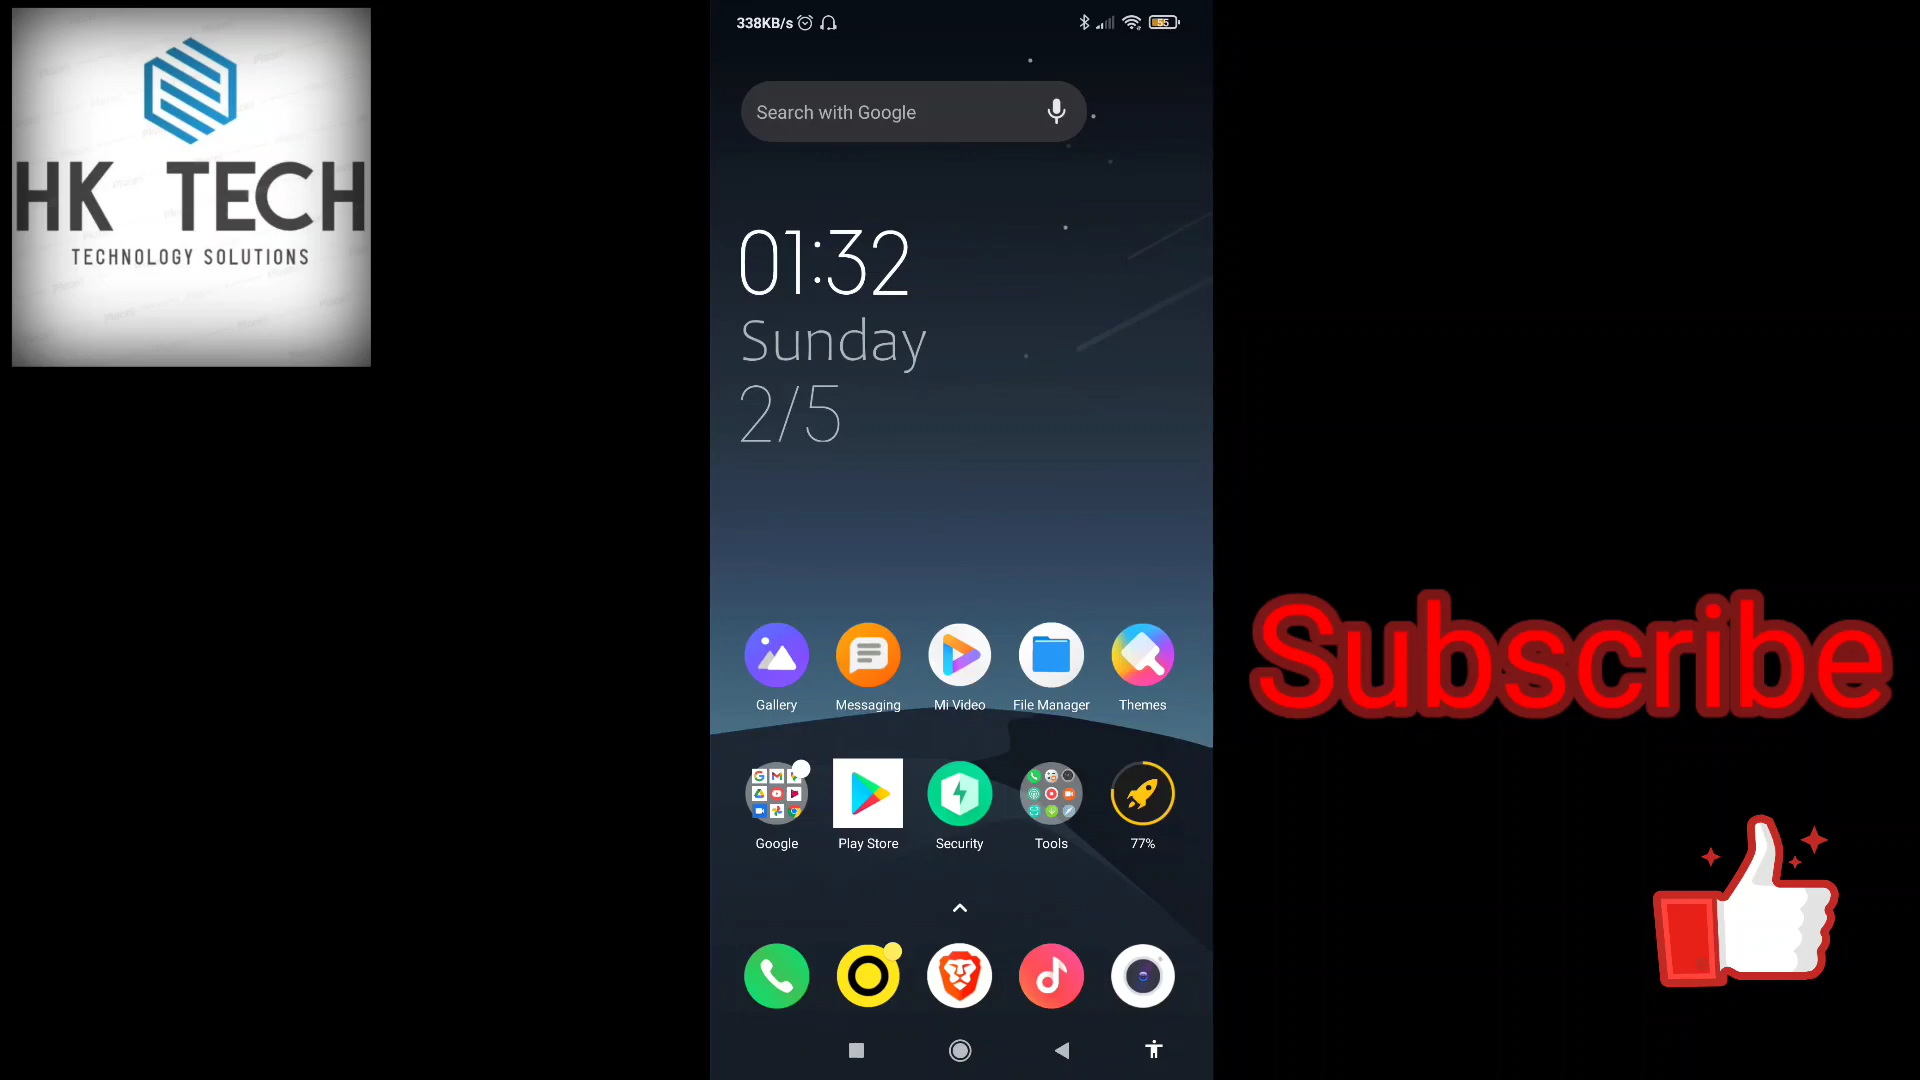 HK TECH
TECHNOLOGY SOLUTIONS
338KB/s
55
Search with Google
01:32
Sunday
2/5
Gallery
Messaging
Mi Video
File Manager
Themes
Google
Play Store
Security
Tools
77%
Subscribe